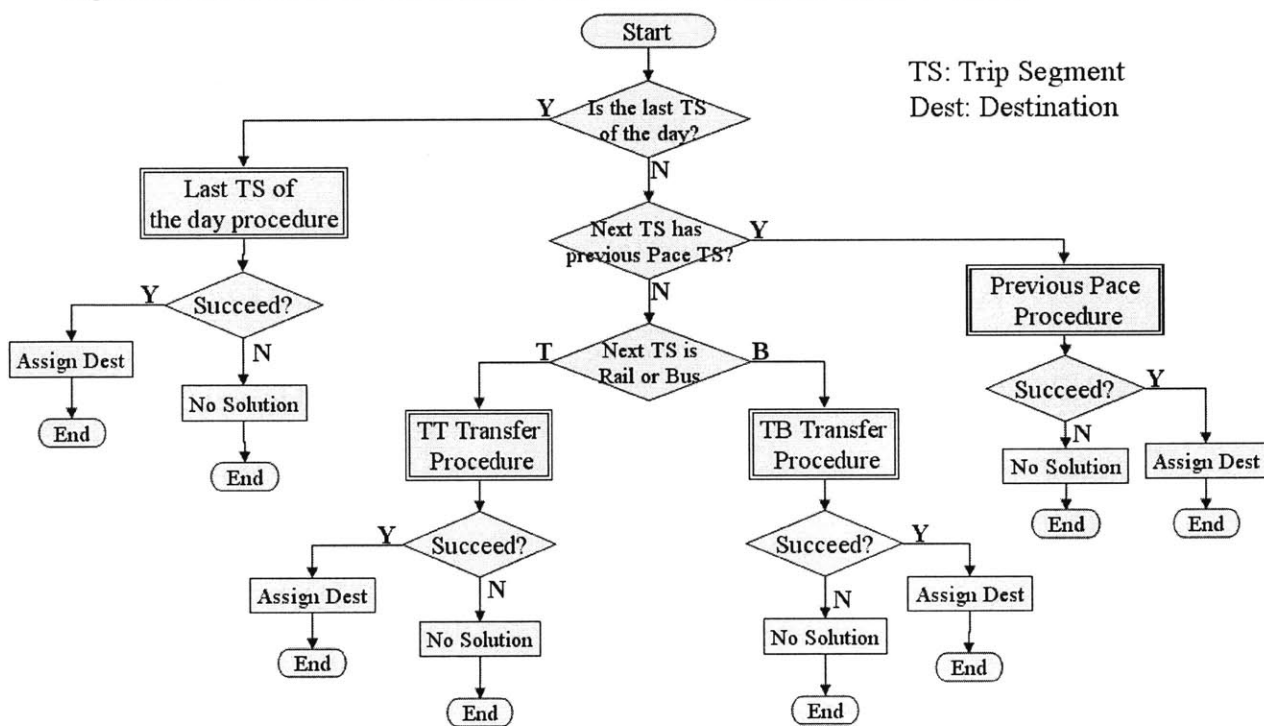 Start
TS: Trip Segment
Dest: Destination
Y
Is the last TS
of the day?
N
Last TS of
the day procedure
Next TS has
previous Pace TS?
Y
N
Y
Succeed?
N
Previous Pace
Procedure
Assign Dest
No Solution
End
End
T
Next TS is
Rail or Bus
B
Succeed?
Y
N
No Solution
Assign Dest
End
End
TT Transfer
Procedure
TB Transfer
Procedure
Y
Succeed?
N
Assign Dest
No Solution
End
End
Succeed?
Y
N
No Solution
Assign Dest
End
End